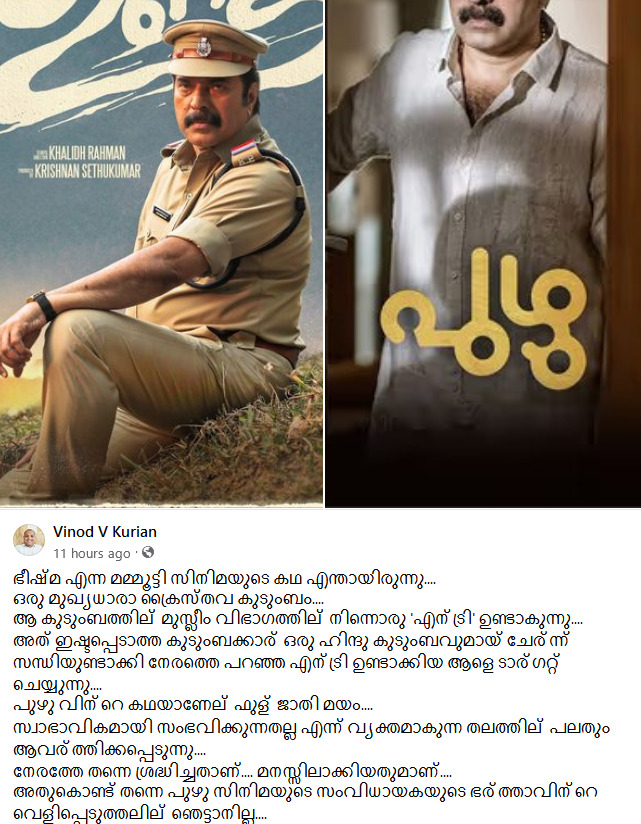 ഉണ്ട
KHALIDH RAHMAN
KRISHNAN SETHUKUMAR
പുഴു
Vinod V Kurian
11 hours ago ·
ഭീഷ്മ എന്ന മമ്മൂട്ടി സിനിമയുടെ കഥ എന്തായിരുന്നു....
ഒരു മുഖ്യധാരാ ക്രൈസ്തവ കുടുംബം....
ആ കുടുംബത്തില് മുസ്ലീം വിഭാഗത്തില് നിന്നൊരു 'എന് ട്രി' ഉണ്ടാകുന്നു....
അത് ഇഷ്ടപ്പെടാത്ത കുടുംബക്കാര് ഒരു ഹിന്ദു കുടുംബവുമായ് ചേര് ന്ന്
സന്ധിയുണ്ടാക്കി നേരത്തെ പറഞ്ഞ എന് ട്രി ഉണ്ടാക്കിയ ആളെ ടാര് ഗറ്റ്
ചെയ്യുന്നു....
പുഴു വിന് റെ കഥയാണേല് ഫുള് ജാതി മയം....
സ്വാഭാവികമായി സംഭവിക്കുന്നതല്ല എന്ന് വ്യക്തമാകുന്ന തലത്തില് പലതും
ആവര് ത്തിക്കപ്പെടുന്നു....
നേരത്തേ തന്നെ ശ്രദ്ധിച്ചതാണ്.... മനസ്സിലാക്കിയതുമാണ്....
അതുകൊണ്ട് തന്നെ പുഴു സിനിമയുടെ സംവിധായകയുടെ ഭര് ത്താവിന് റെ
വെളിപ്പെടുത്തലില് ഞെട്ടാനില്ല....